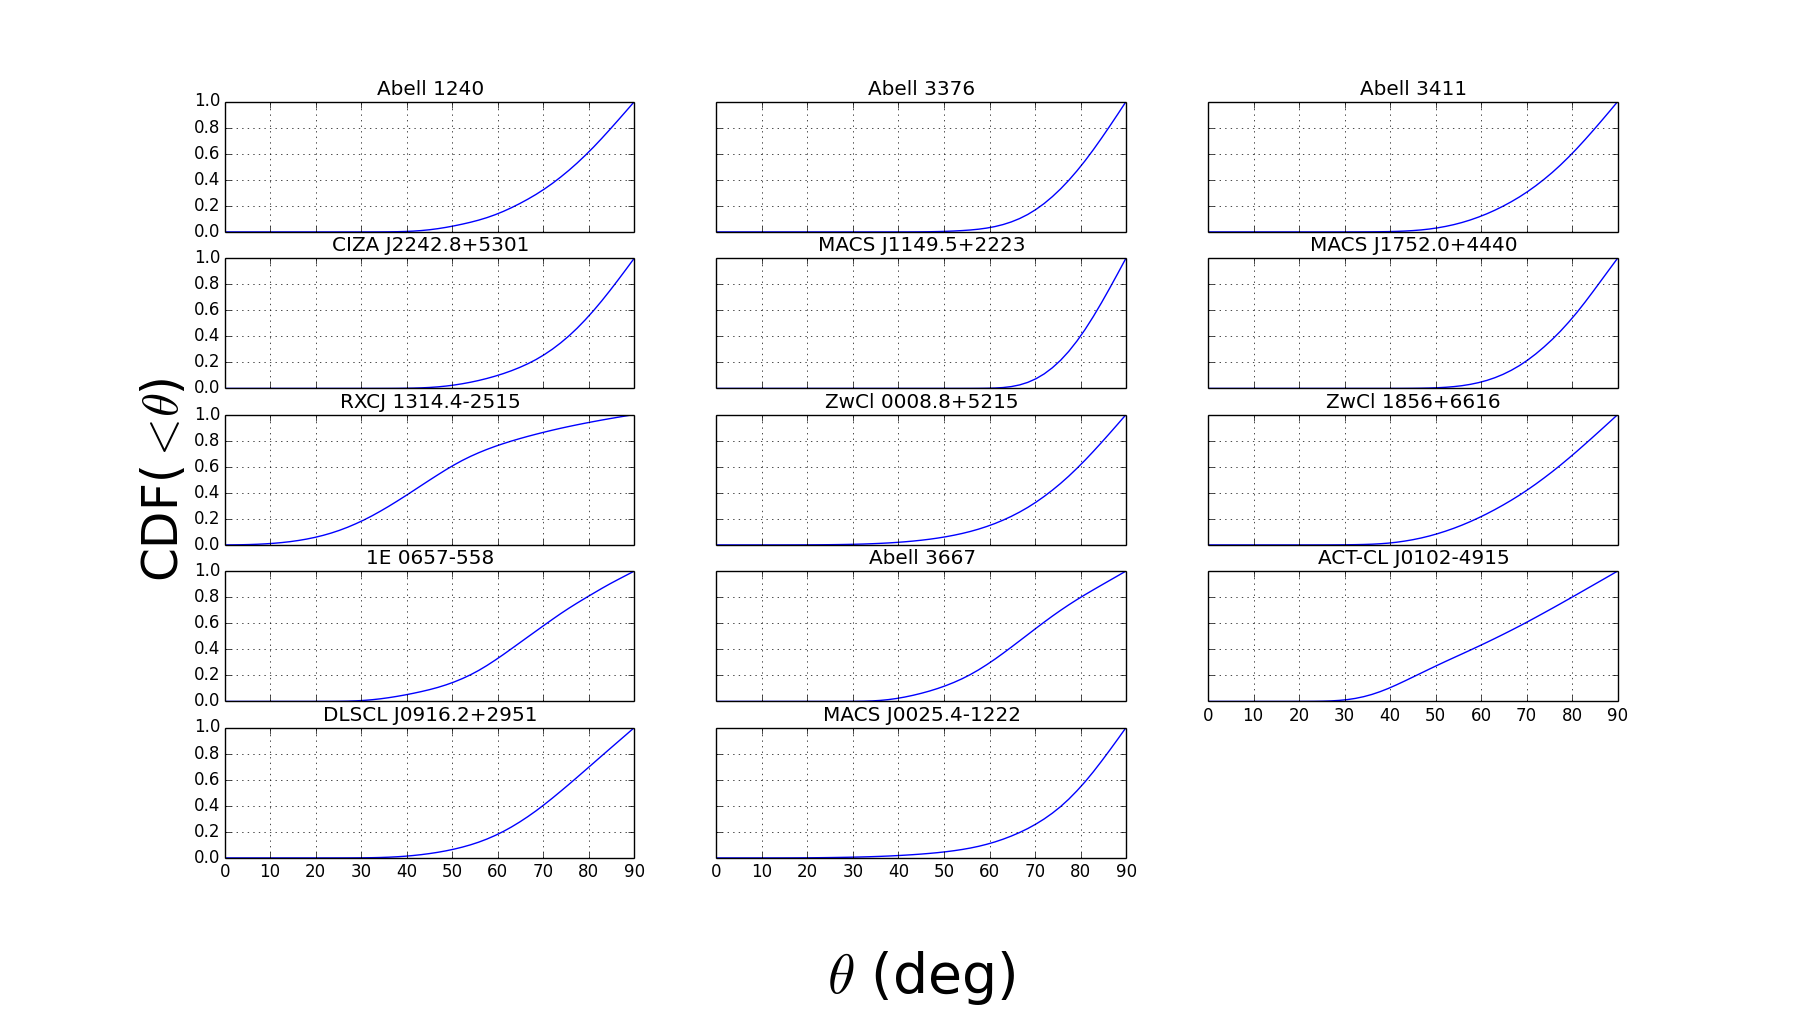 Abell 1240
Abell 3376
Abell 3411
1.0
0.8
0.6
0.4
0.2
0.0
CIZA J2242.8+5301
MACS J1149.5+2223
MACS J1752.0+4440
1.0
0.8
0.6
0.4
0.2
0.0
RXCJ 1314.4-2515
ZwCl 0008.8+5215
ZwCl 1856+6616
1.0
0.8
0.6
0.4
0.2
0.0
CDF(<θ)
1E 0657-558
Abell 3667
ACT-CL J0102-4915
1.0
0.8
0.6
0.4
0.2
0.0
0 10 20 30 40 50 60 70 80 90
DLSCL J0916.2+2951
MACS J0025.4-1222
1.0
0.8
0.6
0.4
0.2
0.0
0 10 20 30 40 50 60 70 80 90
0 10 20 30 40 50 60 70 80 90
θ (deg)